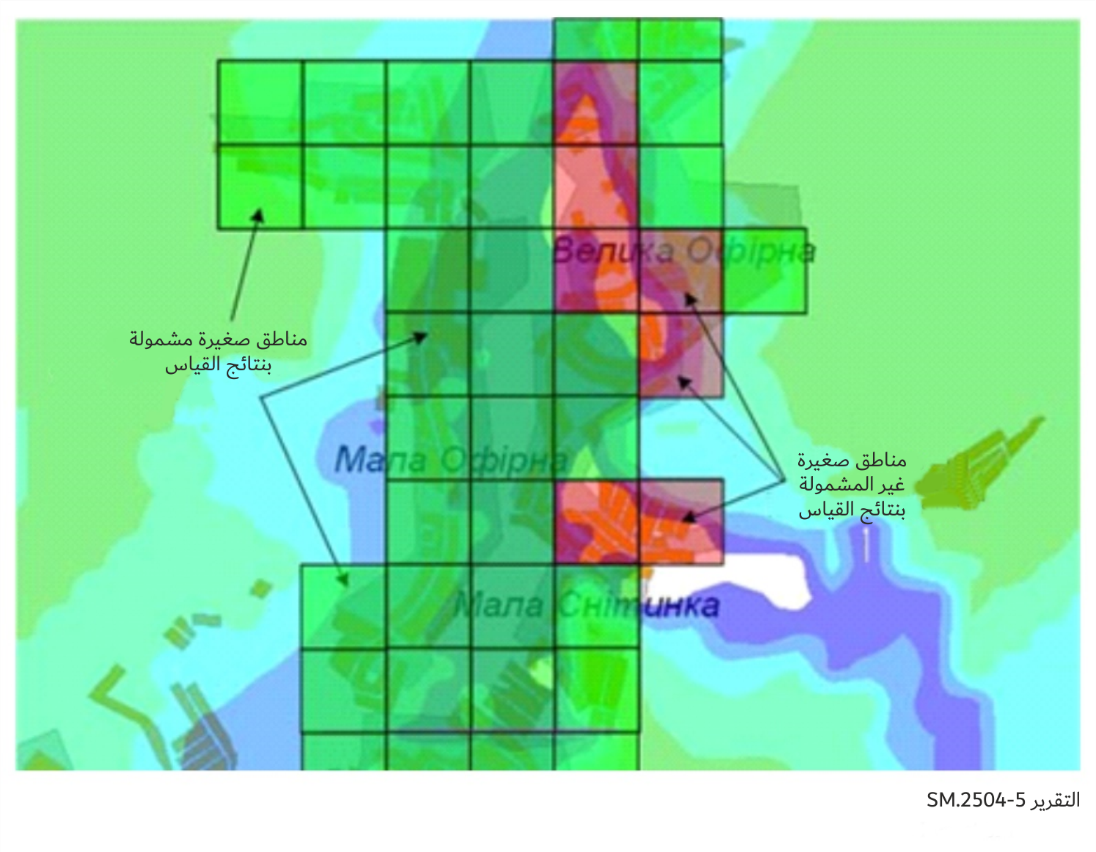 Велика Офірна
مناطق صغيرة مشمولة
بنتائج القياس
Мала Офірна
مناطق صغيرة
غير المشمولة
بنتائج القياس
Мала Снітинка
التقرير SM.2504-5